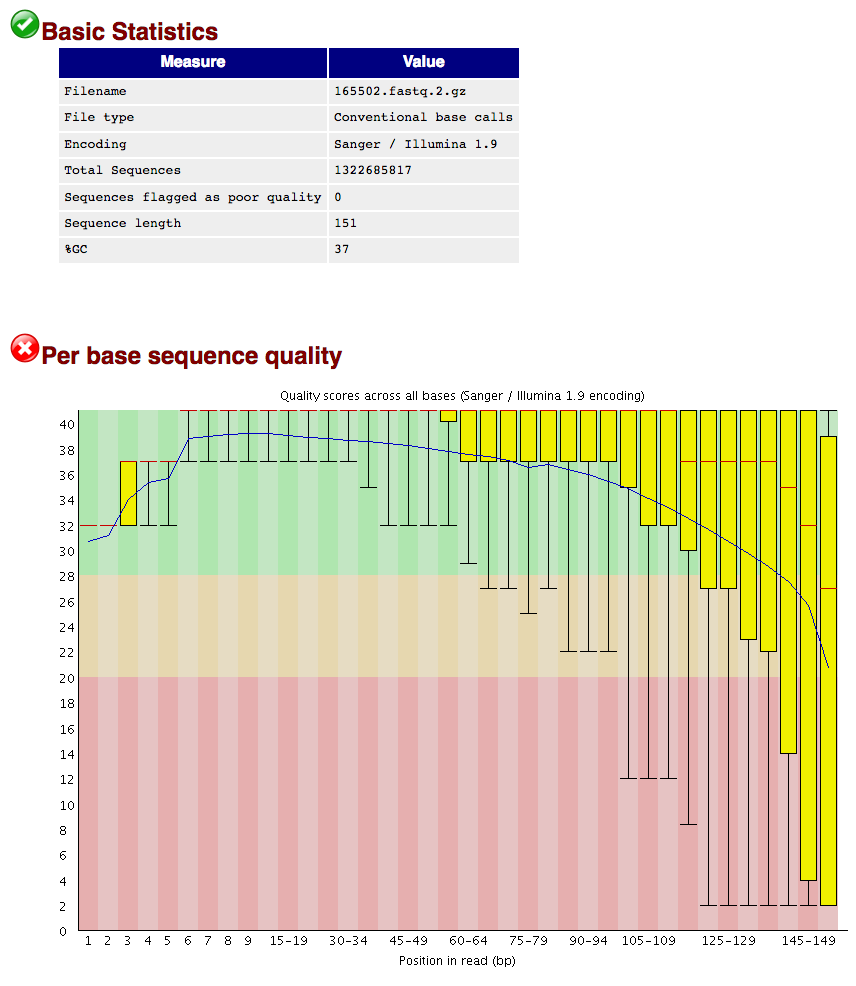 Basic Statistics
Measure Value
Filename 165502.fastq.2.gz
File type Conventional base calls
Encoding Sanger / Illumina 1.9
Total Sequences 1322685817
Sequences flagged as poor quality 0
Sequence length 151
%GC 37
Per base sequence quality
Quality scores across all bases (Sanger / Illumina 1.9 encoding)
40
38
36
34
32
30
28
26
24
22
20
18
16
14
12
10
8
6
4
2
0
1 2 3 4 5 6 7 8 9 15-19 30-34 45-49 60-64 75-79 90-94 105-109 125-129 145-149
Position in read (bp)